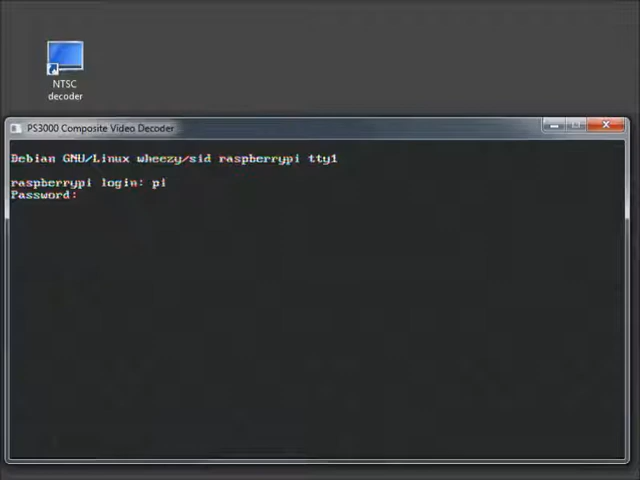 NTSC
decoder
PS3000 Composite Video Decoder
Debian GNU/Linux wheezy/sid raspberrypi tty1
raspberrypi login: pi
Password: